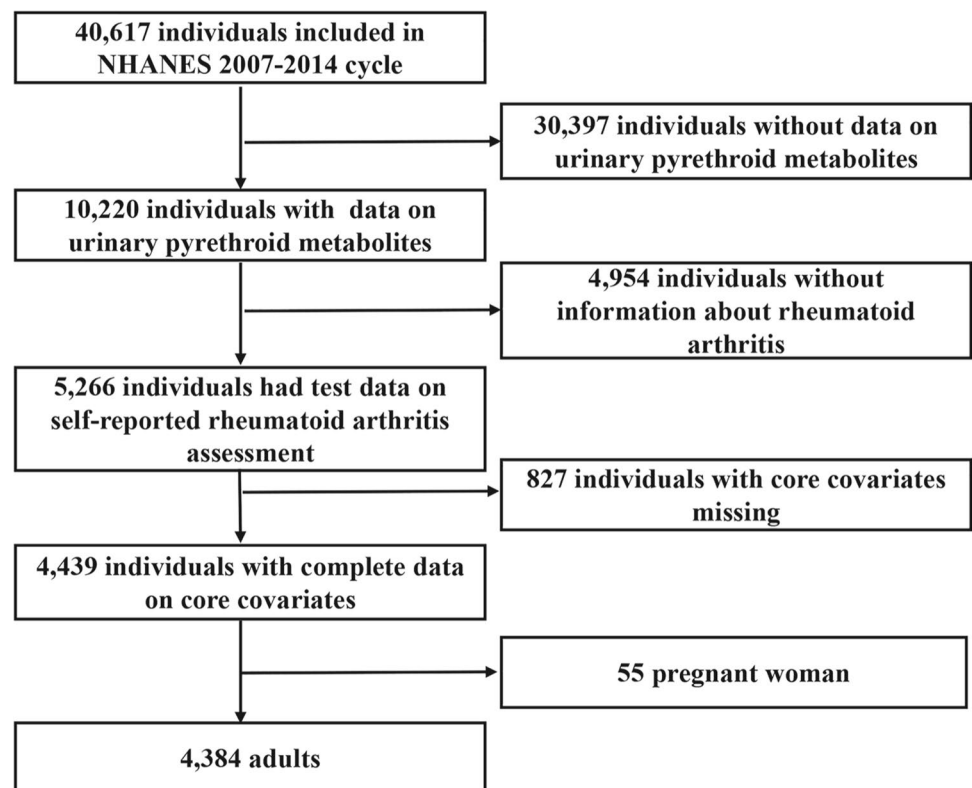 40,617 individuals included in
NHANES 2007-2014 cycle
30,397 individuals without data on
urinary pyrethroid metabolites
10,220 individuals with data on
urinary pyrethroid metabolites
4,954 individuals without
information about rheumatoid
arthritis
5,266 individuals had test data on
self-reported rheumatoid arthritis
assessment
827 individuals with core covariates
missing
4,439 individuals with complete data
on core covariates
55 pregnant woman
4,384 adults